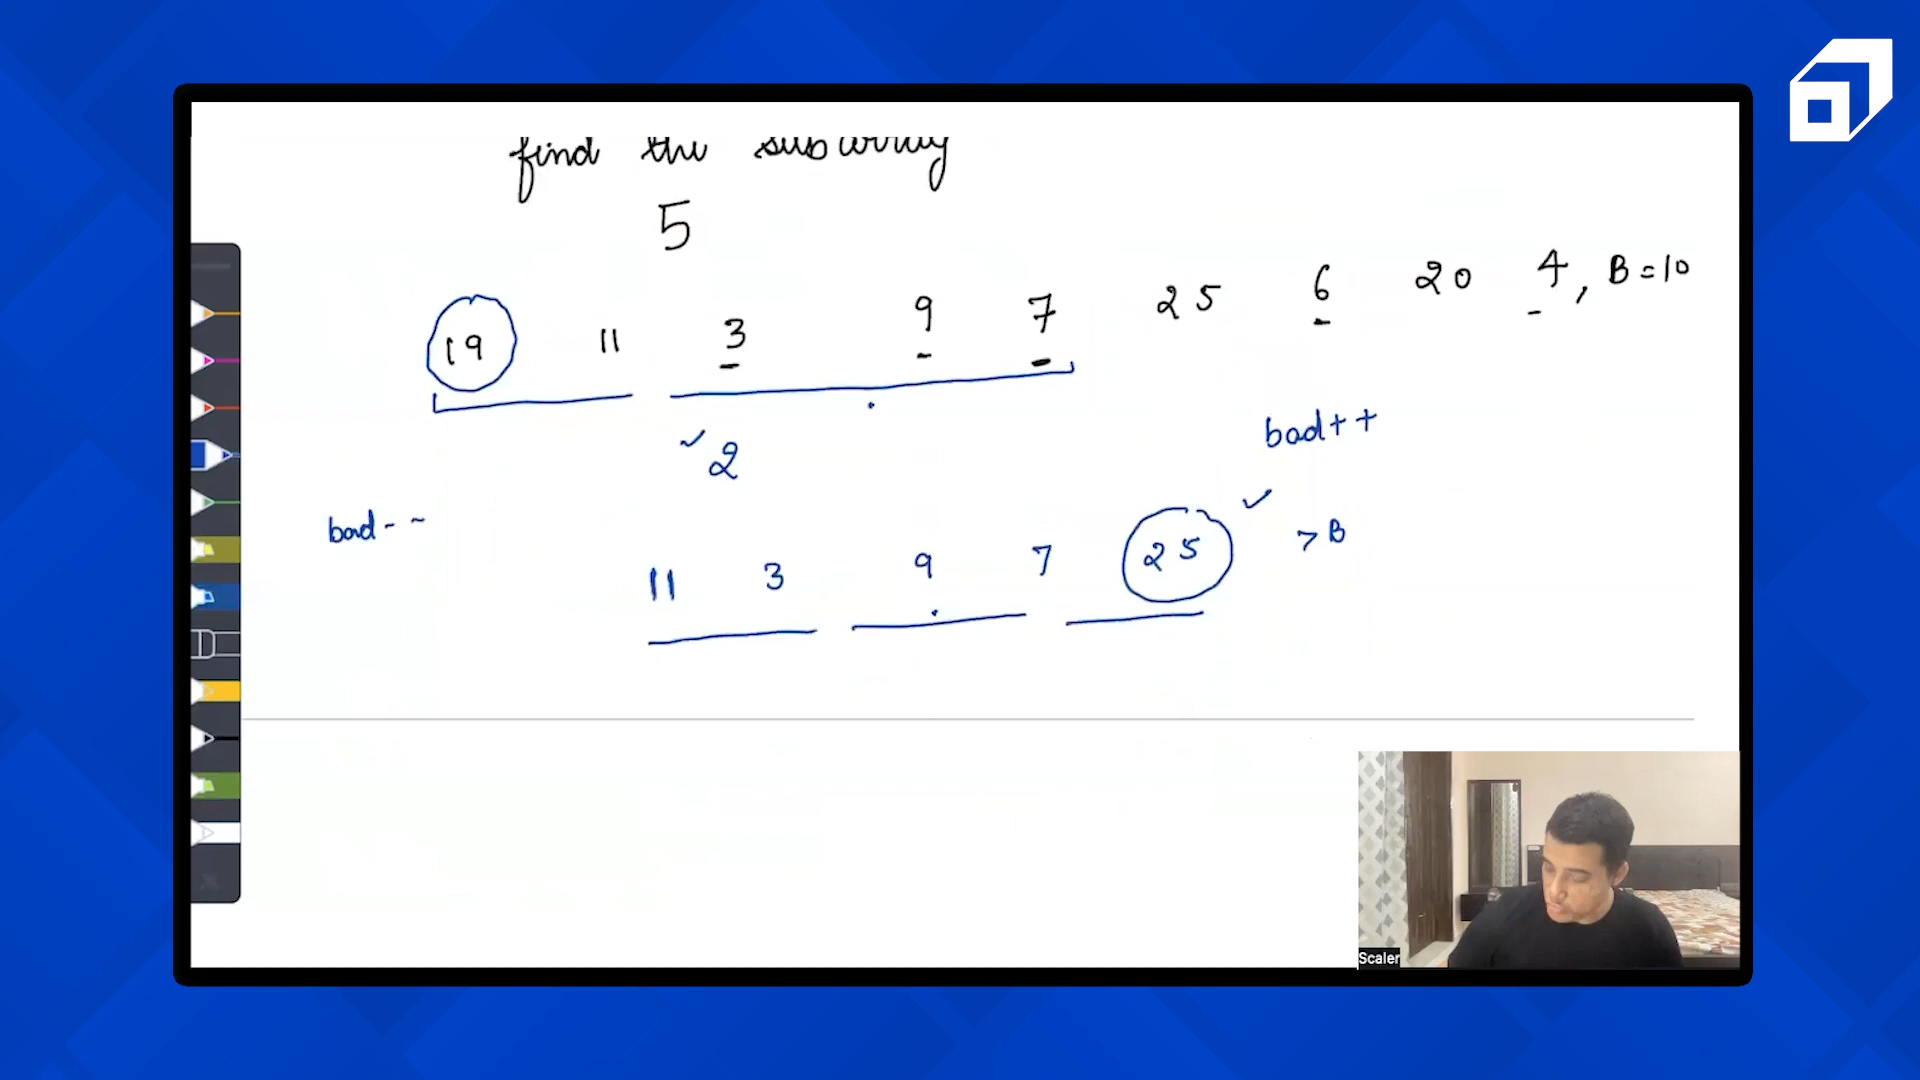 find the subarray
5
19 11 3 9 7 25 6 20 4, B=10
2
bad++
bad--
11 3 9 7 25 >B
Scaler